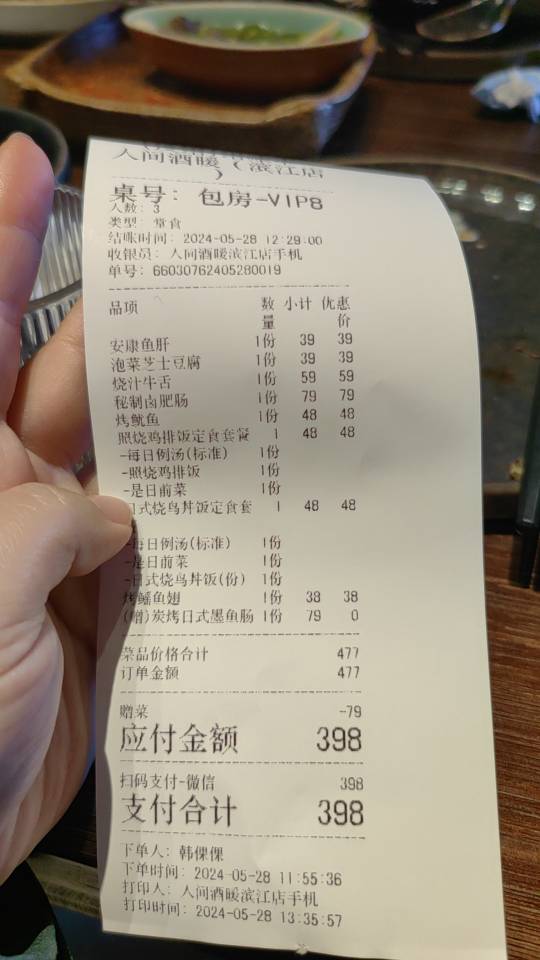 人间酒暖（滨江店
）
桌号：包房-VIP8
人数：3
类型：堂食
结账时间：2024-05-28 12:29:00
收银员：人间酒暖滨江店手机
单号：66030762405280019
品项 数量 小计 优惠价
安康鱼肝 1份 39 39
泡菜芝士豆腐 1份 39 39
烧汁牛舌 1份 59 59
秘制卤肥肠 1份 79 79
烤鱿鱼 1份 48 48
照烧鸡排饭定食套餐 1 48 48
-每日例汤(标准) 1份
-照烧鸡排饭 1份
-是日前菜 1份
日式烧鸟丼饭定食套 1 48 48
-每日例汤(标准) 1份
-是日前菜 1份
-日式烧鸟丼饭(份) 1份
烤鳐鱼翅 1份 38 38
(赠)炭烤日式墨鱼肠 1份 79 0
菜品价格合计 477
订单金额 477
赠菜 -79
应付金额 398
扫码支付-微信 398
支付合计 398
下单人：韩倮倮
下单时间：2024-05-28 11:55:36
打印人：人间酒暖滨江店手机
打印时间：2024-05-28 13:35:57